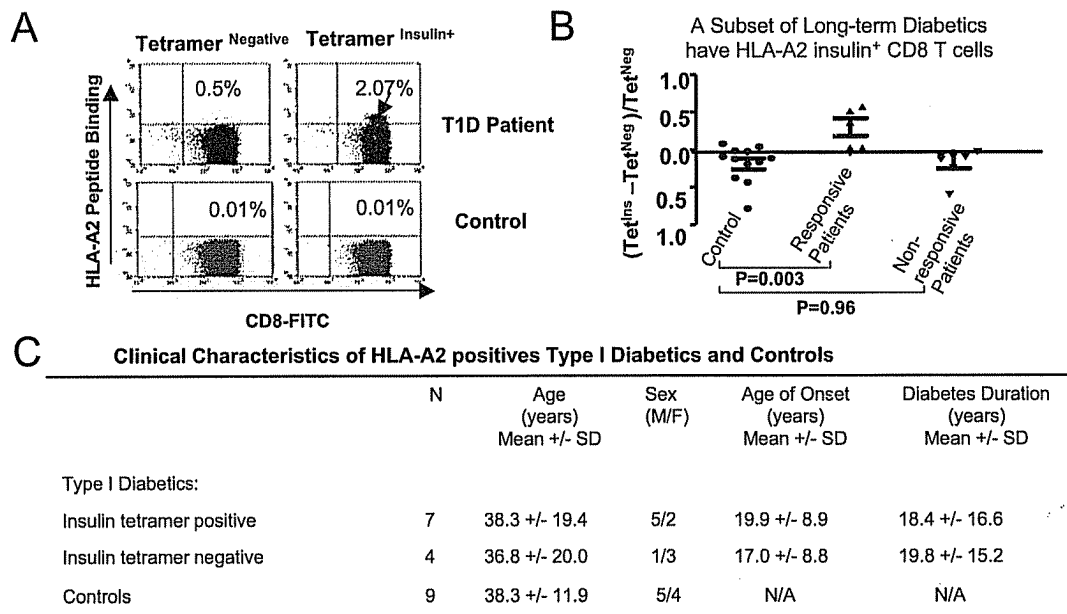 A
Tetramer Negative Tetramer Insulin+
HLA-A2 Peptide Binding
0.5%
2.07%
T1D Patient
0.01%
0.01%
Control
CD8-FITC
B
A Subset of Long-term Diabetics
have HLA-A2 insulin+ CD8 T cells
(TetIns –TetNeg)/TetNeg
1.0
0.5
0.0
0.5
1.0
Control
Responsive
Patients
Non-
responsive
Patients
P=0.003
P=0.96
C
Clinical Characteristics of HLA-A2 positives Type I Diabetics and Controls
N Age Sex Age of Onset Diabetes Duration
(years) (M/F) (years) (years)
Mean +/- SD Mean +/- SD Mean +/- SD
Type I Diabetics:
Insulin tetramer positive 7 38.3 +/- 19.4 5/2 19.9 +/- 8.9 18.4 +/- 16.6
Insulin tetramer negative 4 36.8 +/- 20.0 1/3 17.0 +/- 8.8 19.8 +/- 15.2
Controls 9 38.3 +/- 11.9 5/4 N/A N/A